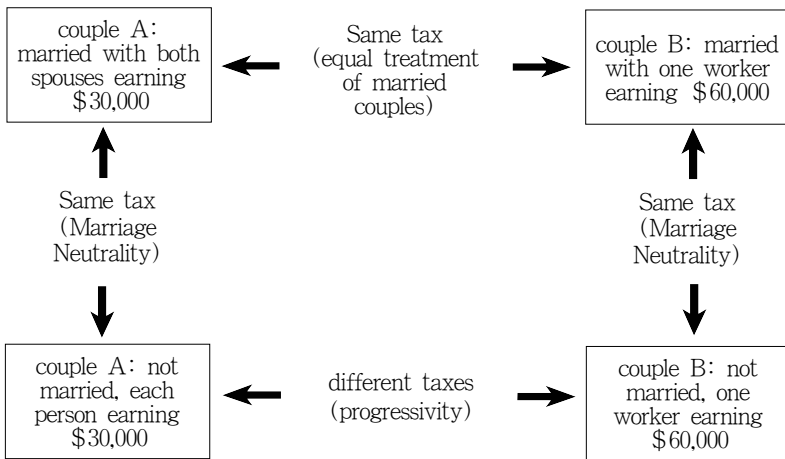 couple A:
married with both
spouses earning
$30,000
Same tax
(equal treatment
of married
couples)
couple B: married
with one worker
earning $60,000
Same tax
(Marriage
Neutrality)
Same tax
(Marriage
Neutrality)
couple A: not
married, each
person earning
$30,000
different taxes
(progressivity)
couple B: not
married, one
worker earning
$60,000